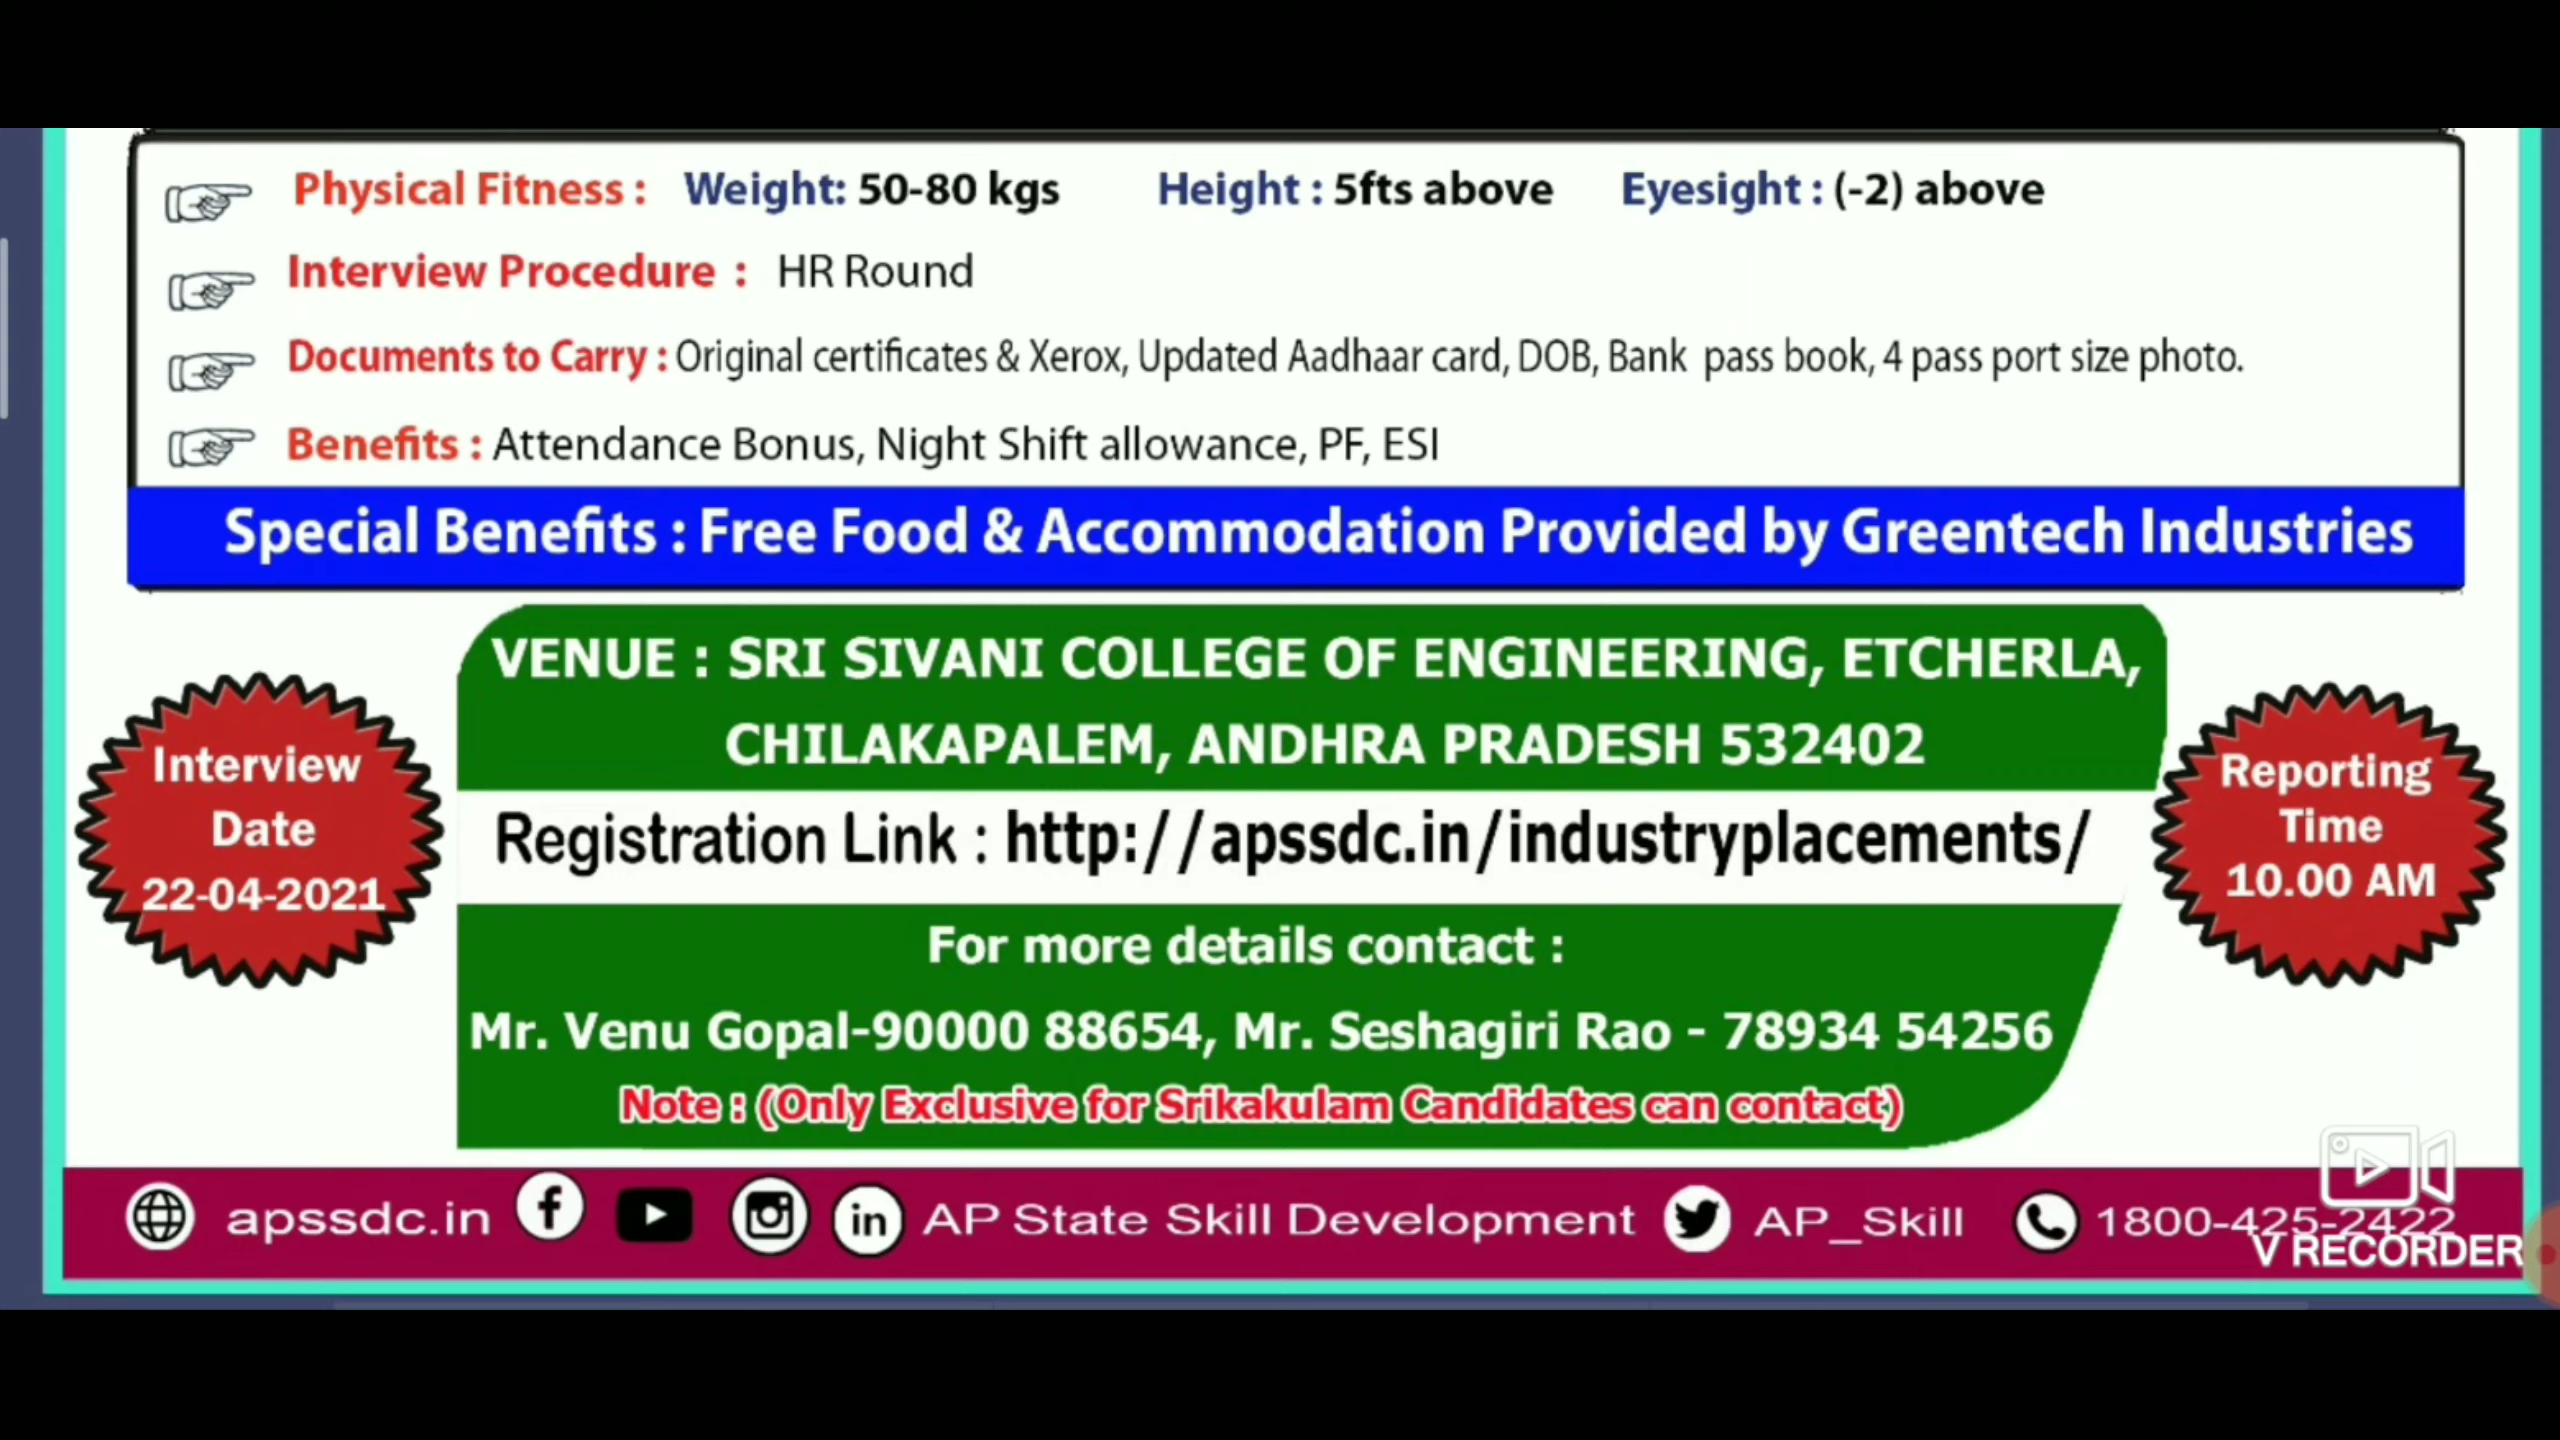 Physical Fitness : Weight: 50-80 kgs Height : 5fts above Eyesight : (-2) above
Interview Procedure : HR Round
Documents to Carry : Original certificates & Xerox, Updated Aadhaar card, DOB, Bank pass book, 4 pass port size photo.
Benefits : Attendance Bonus, Night Shift allowance, PF, ESI
Special Benefits : Free Food & Accommodation Provided by Greentech Industries
VENUE : SRI SIVANI COLLEGE OF ENGINEERING, ETCHERLA,
CHILAKAPALEM, ANDHRA PRADESH 532402
Interview
Date
22-04-2021
Registration Link : http://apssdc.in/industryplacements/
Reporting
Time
10.00 AM
For more details contact :
Mr. Venu Gopal-90000 88654, Mr. Seshagiri Rao - 78934 54256
Note : (Only Exclusive for Srikakulam Candidates can contact)
apssdc.in AP State Skill Development AP_Skill 1800-425-2422
V RECORDER